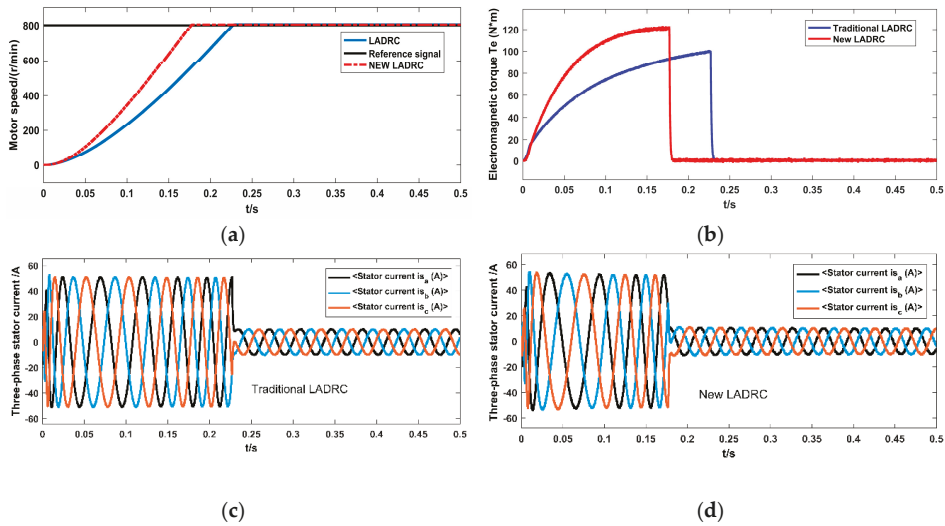 800
600
400
200
0
Motor speed/(r/min)
LADRC
Reference signal
NEW LADRC
0 0.05 0.1 0.15 0.2 0.25 0.3 0.35 0.4 0.45 0.5
t/s
(a)
120
100
80
60
40
20
0
Electromagnetic torque Te (N*m)
Traditional LADRC
New LADRC
0 0.05 0.1 0.15 0.2 0.25 0.3 0.35 0.4 0.45 0.5
t/s
(b)
60
40
20
0
-20
-40
-60
Three-phase stator current /A
<Stator current is_a (A)>
<Stator current is_b (A)>
<Stator current is_c (A)>
Traditional LADRC
0 0.05 0.1 0.15 0.2 0.25 0.3 0.35 0.4 0.45 0.5
t/s
(c)
60
40
20
0
-20
-40
-60
Three-phase stator current /A
<Stator current is_a (A)>
<Stator current is_b (A)>
<Stator current is_c (A)>
New LADRC
0 0.05 0.1 0.15 0.2 0.25 0.3 0.35 0.4 0.45 0.5
t/s
(d)